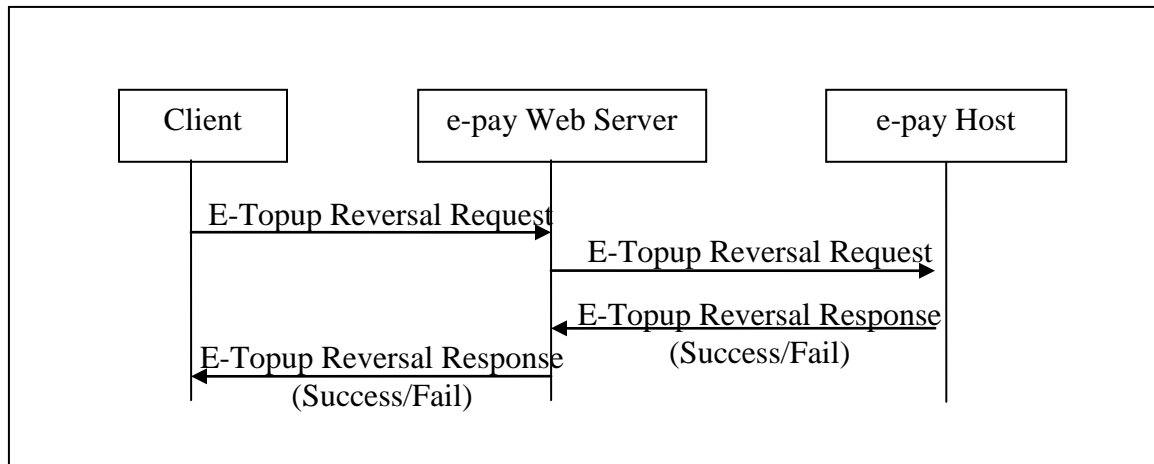 Client
e-pay Web Server
e-pay Host
E-Topup Reversal Request
E-Topup Reversal Request
E-Topup Reversal Response
(Success/Fail)
E-Topup Reversal Response
(Success/Fail)